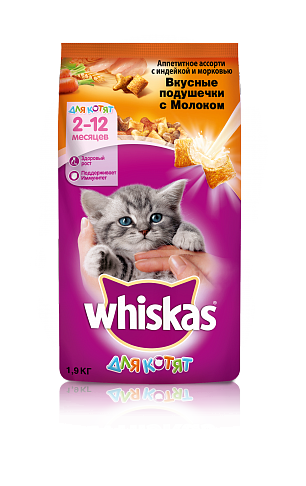 Аппетитное ассорти
с индейкой и морковью
Вкусные
подушечки
с Молоком
ДЛЯ КОТЯТ
2-12
месяцев
Здоровый
рост
Поддерживает
Иммунитет
whiskas
ДЛЯ КОТЯТ
1,9 КГ